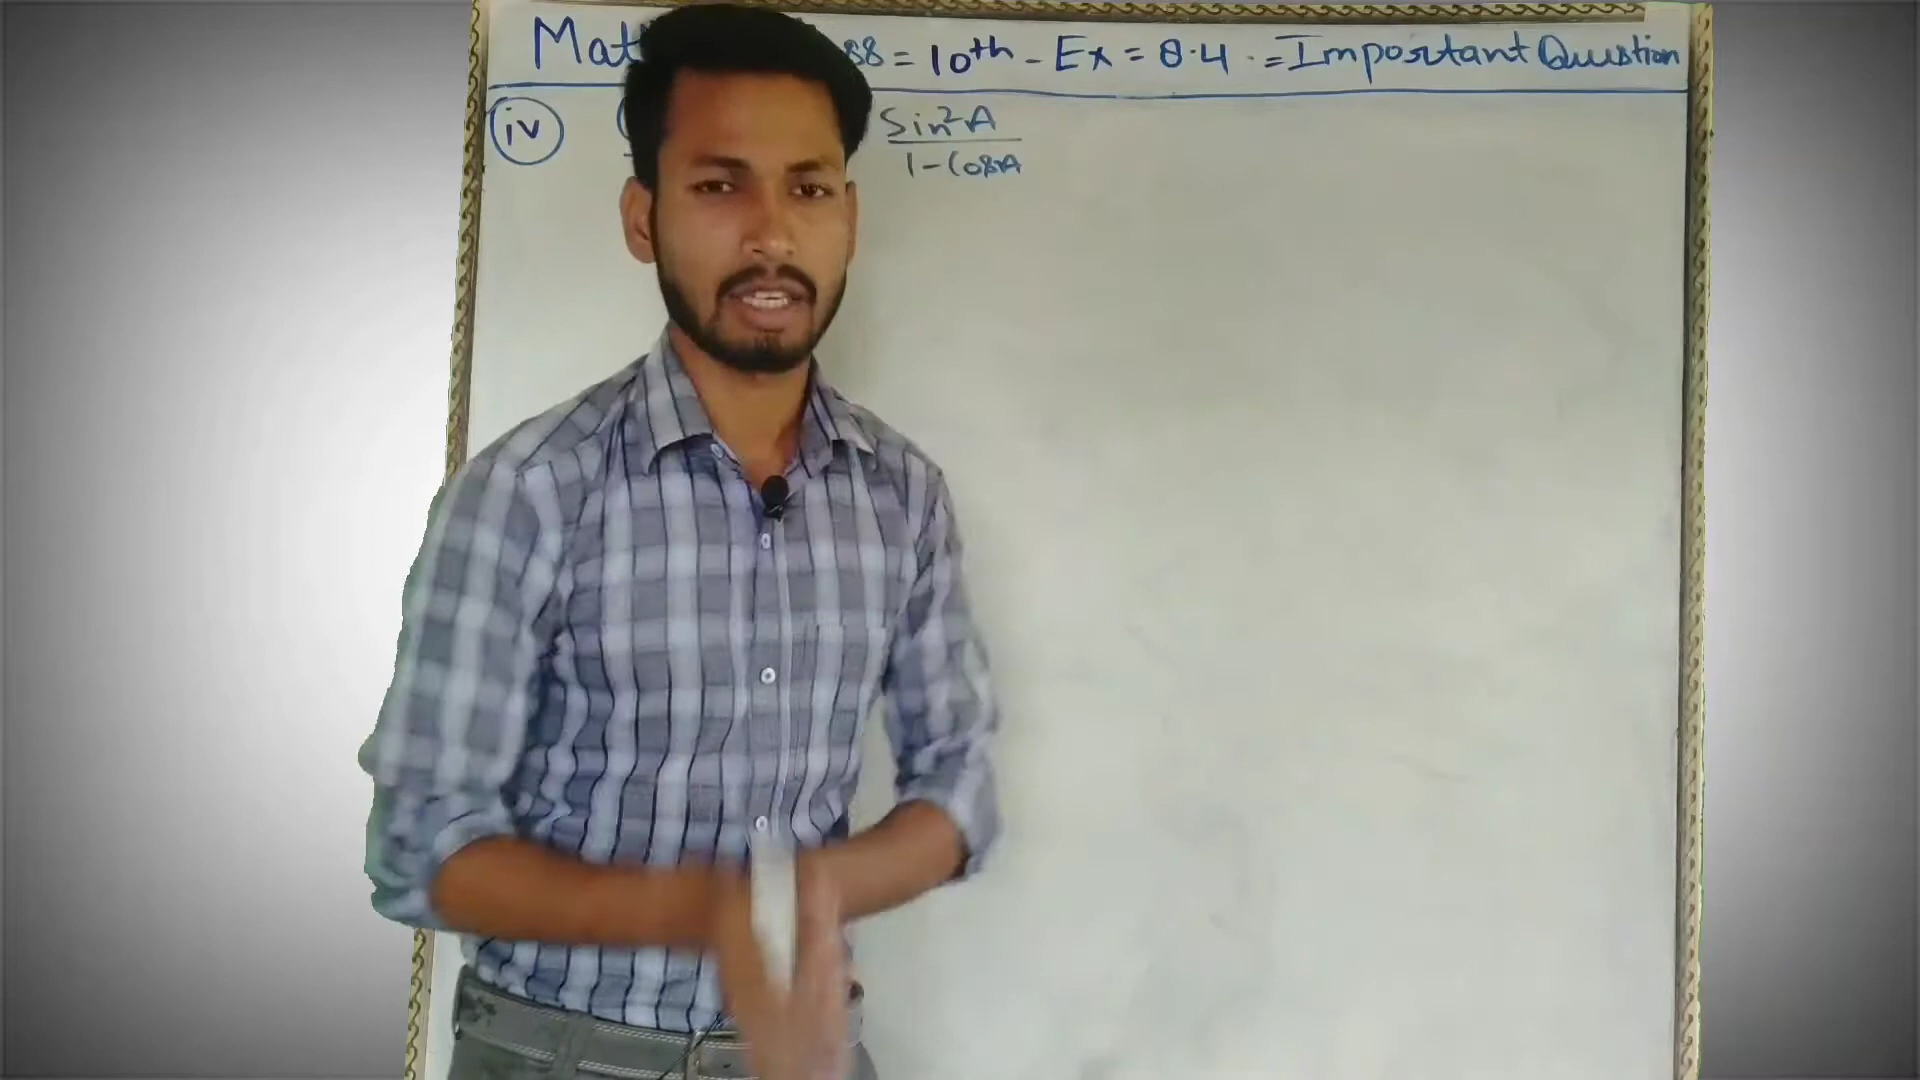 Mat 88 = 10th - Ex = 8.4 . = Important Question
iv Sin²A
1 - CosA